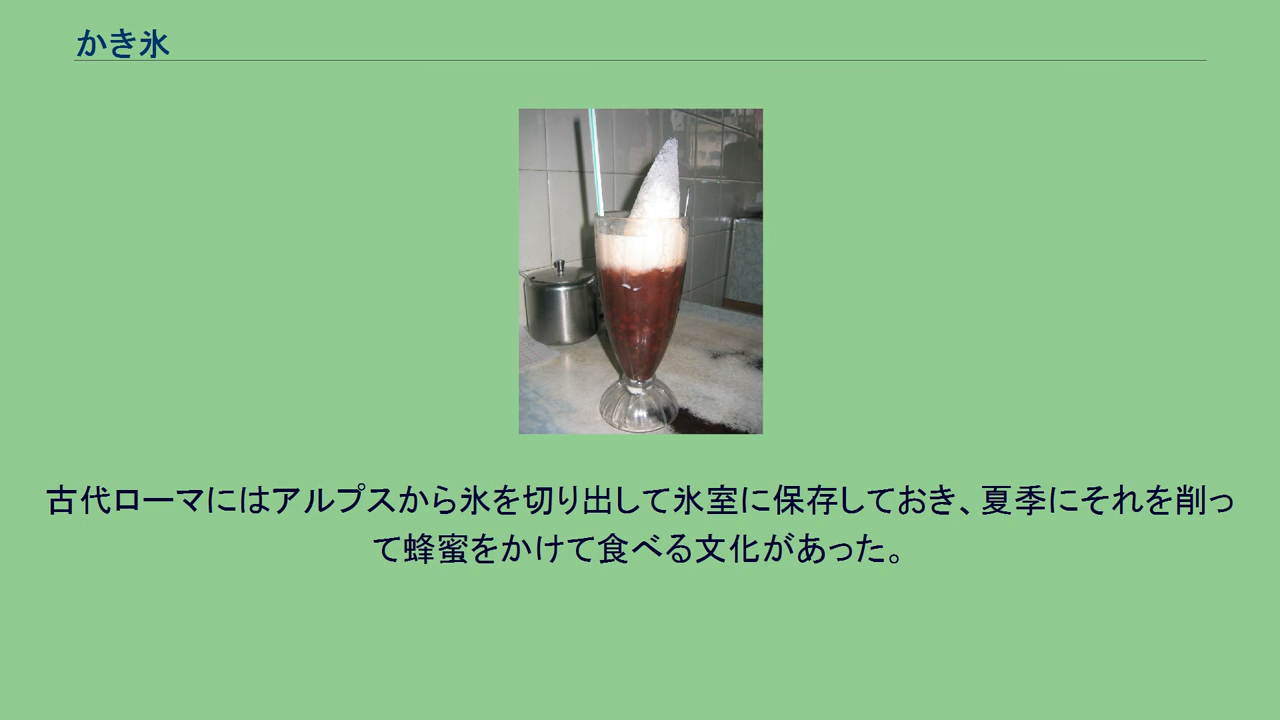 かき氷
古代ローマにはアルプスから氷を切り出して氷室に保存しておき、夏季にそれを削っ
て蜂蜜をかけて食べる文化があった。